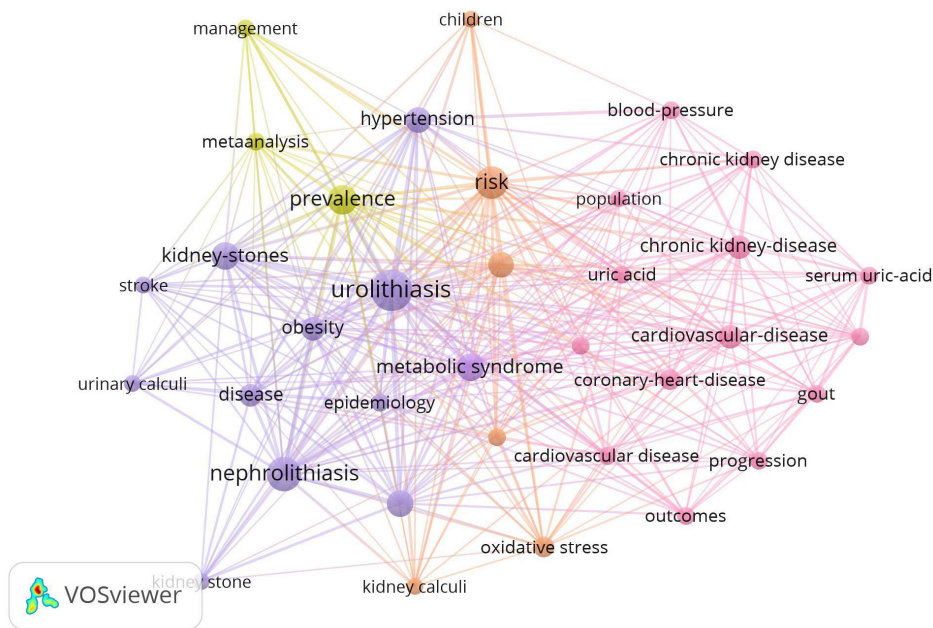 management
children
hypertension
blood-pressure
metaanalysis
chronic kidney disease
risk
prevalence
population
chronic kidney-disease
kidney-stones
uric acid
serum uric-acid
stroke
urolithiasis
obesity
cardiovascular-disease
metabolic syndrome
coronary-heart-disease
urinary calculi
disease
epidemiology
gout
cardiovascular disease
progression
nephrolithiasis
outcomes
oxidative stress
kidney stone
kidney calculi
VOSviewer